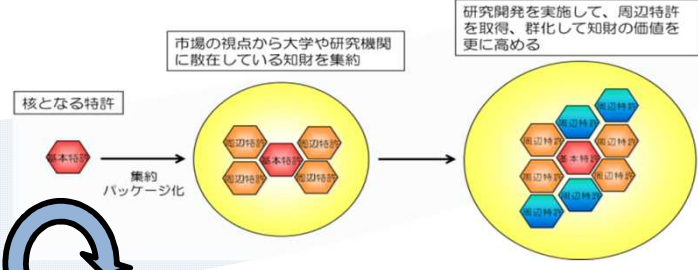 核となる特許
基本特許
集約
パッケージ化
市場の視点から大学や研究機関
に散在している知財を集約
周辺特許
周辺特許
基本特許
周辺特許
周辺特許
研究開発を実施して、周辺特許
を取得、群化して知財の価値を
更に高める
周辺特許
周辺特許
周辺特許
周辺特許
基本特許
周辺特許
周辺特許
周辺特許
周辺特許